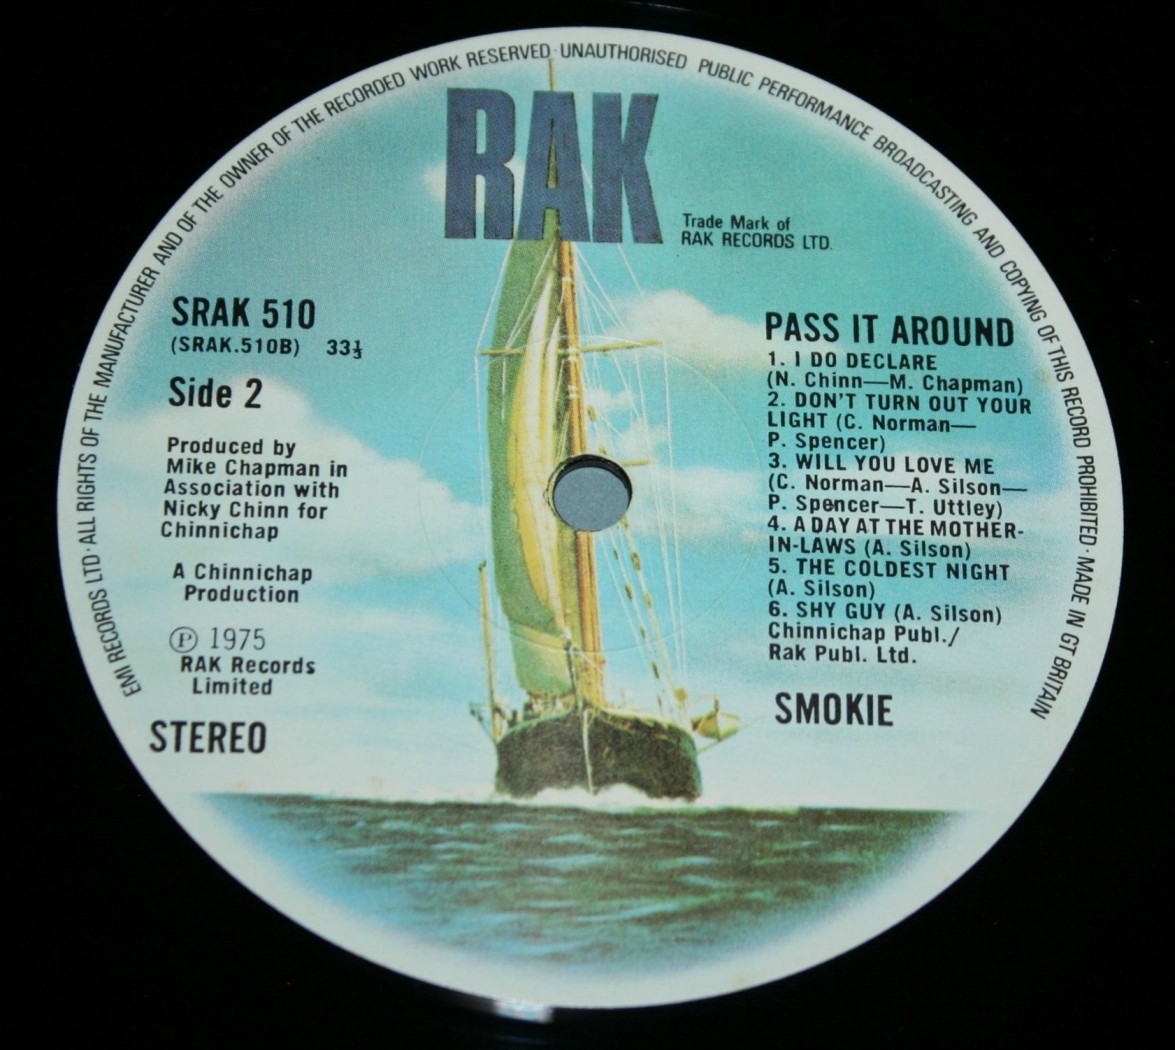 EMI RECORDS LTD · ALL RIGHTS OF THE MANUFACTURER AND OF THE OWNER OF THE RECORDED WORK RESERVED · UNAUTHORISED PUBLIC PERFORMANCE BROADCASTING AND COPYING OF THIS RECORD PROHIBITED · MADE IN GT BRITAIN
RAK
Trade Mark of
RAK RECORDS LTD.
SRAK 510
(SRAK.510B) 33⅓
Side 2
Produced by
Mike Chapman in
Association with
Nicky Chinn for
Chinnichap
A Chinnichap
Production
Ⓟ 1975
RAK Records
Limited
STEREO
PASS IT AROUND
1. I DO DECLARE
(N. Chinn—M. Chapman)
2. DON'T TURN OUT YOUR
LIGHT (C. Norman—
P. Spencer)
3. WILL YOU LOVE ME
(C. Norman—A. Silson—
P. Spencer—T. Uttley)
4. A DAY AT THE MOTHER-
IN-LAWS (A. Silson)
5. THE COLDEST NIGHT
(A. Silson)
6. SHY GUY (A. Silson)
Chinnichap Publ./
Rak Publ. Ltd.
SMOKIE